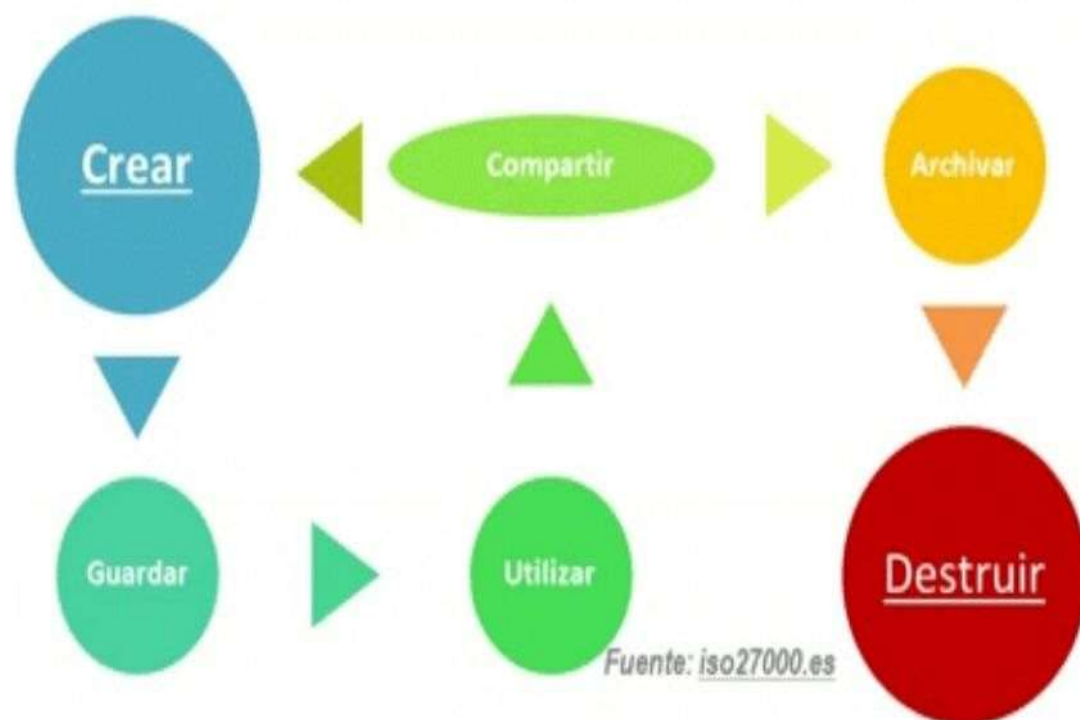 Crear
Compartir
Archivar
Guardar
Utilizar
Destruir
Fuente: iso27000.es